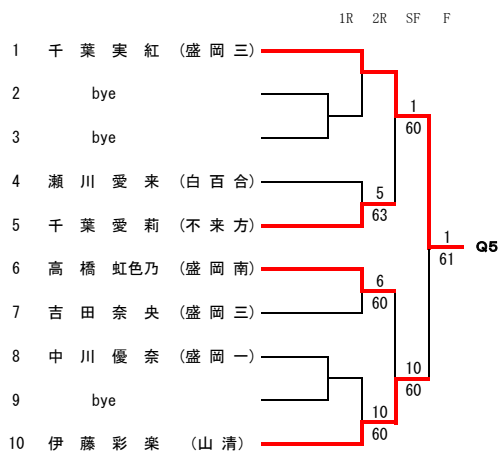 1R 2R SF F
1 千 葉 実 紅 (盛 岡 三)
2 bye
1
60
3 bye
4 瀬 川 愛 来 (白 百 合)
5
63
5 千 葉 愛 莉 (不 来 方)
1
61
Q5
6 高 橋 虹色乃 (盛 岡 南)
6
60
7 吉 田 奈 央 (盛 岡 三)
8 中 川 優 奈 (盛 岡 一)
10
60
9 bye
10
60
10 伊 藤 彩 楽 (山 清)